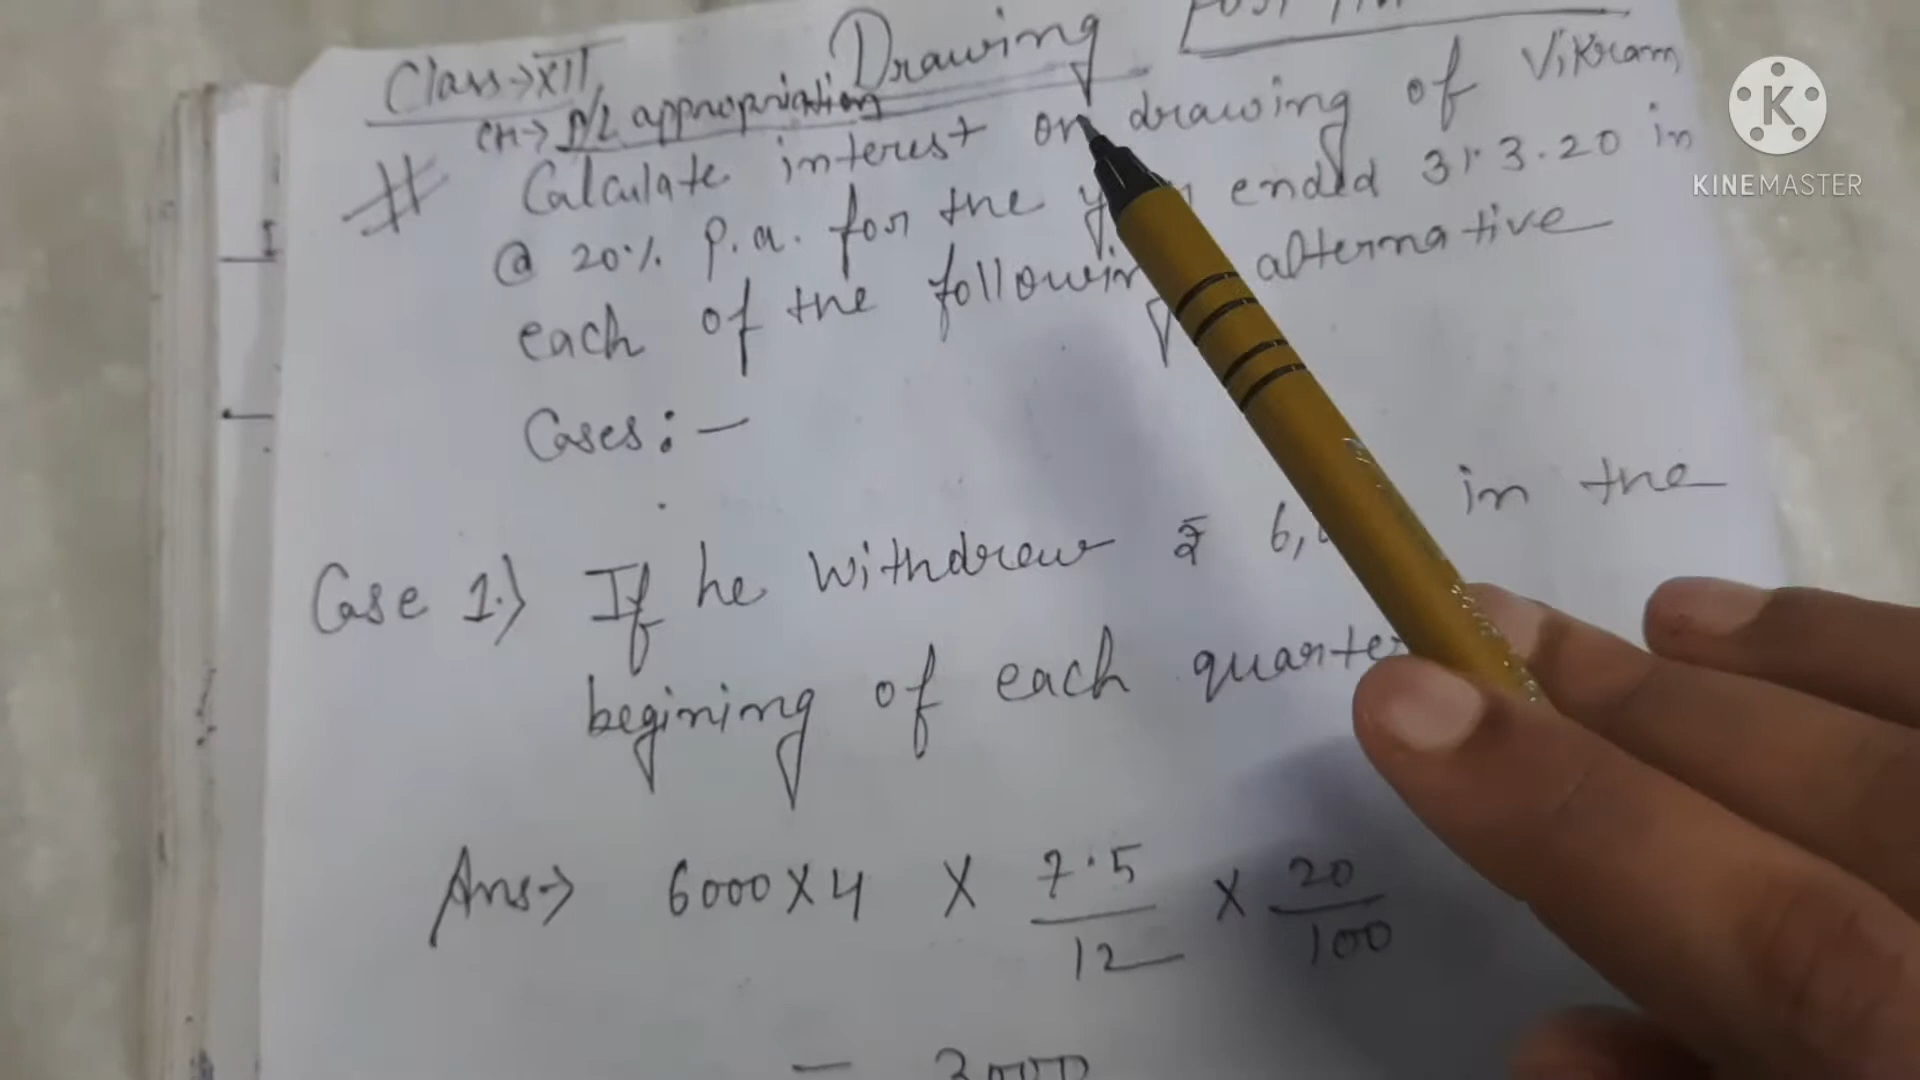 Class → XII
Drawing
CH → P/L appropriation
# Calculate interest on drawing of Vikram
@ 20% P.a. for the ended 31.3.20 in
each of the following alternative
Cases :-
Case 1.) If he withdrew ₹ in the
begining of each quarter
Ans → 6000 X 4 X 7.5/12 X 20/100
= 3000
K
KINEMASTER